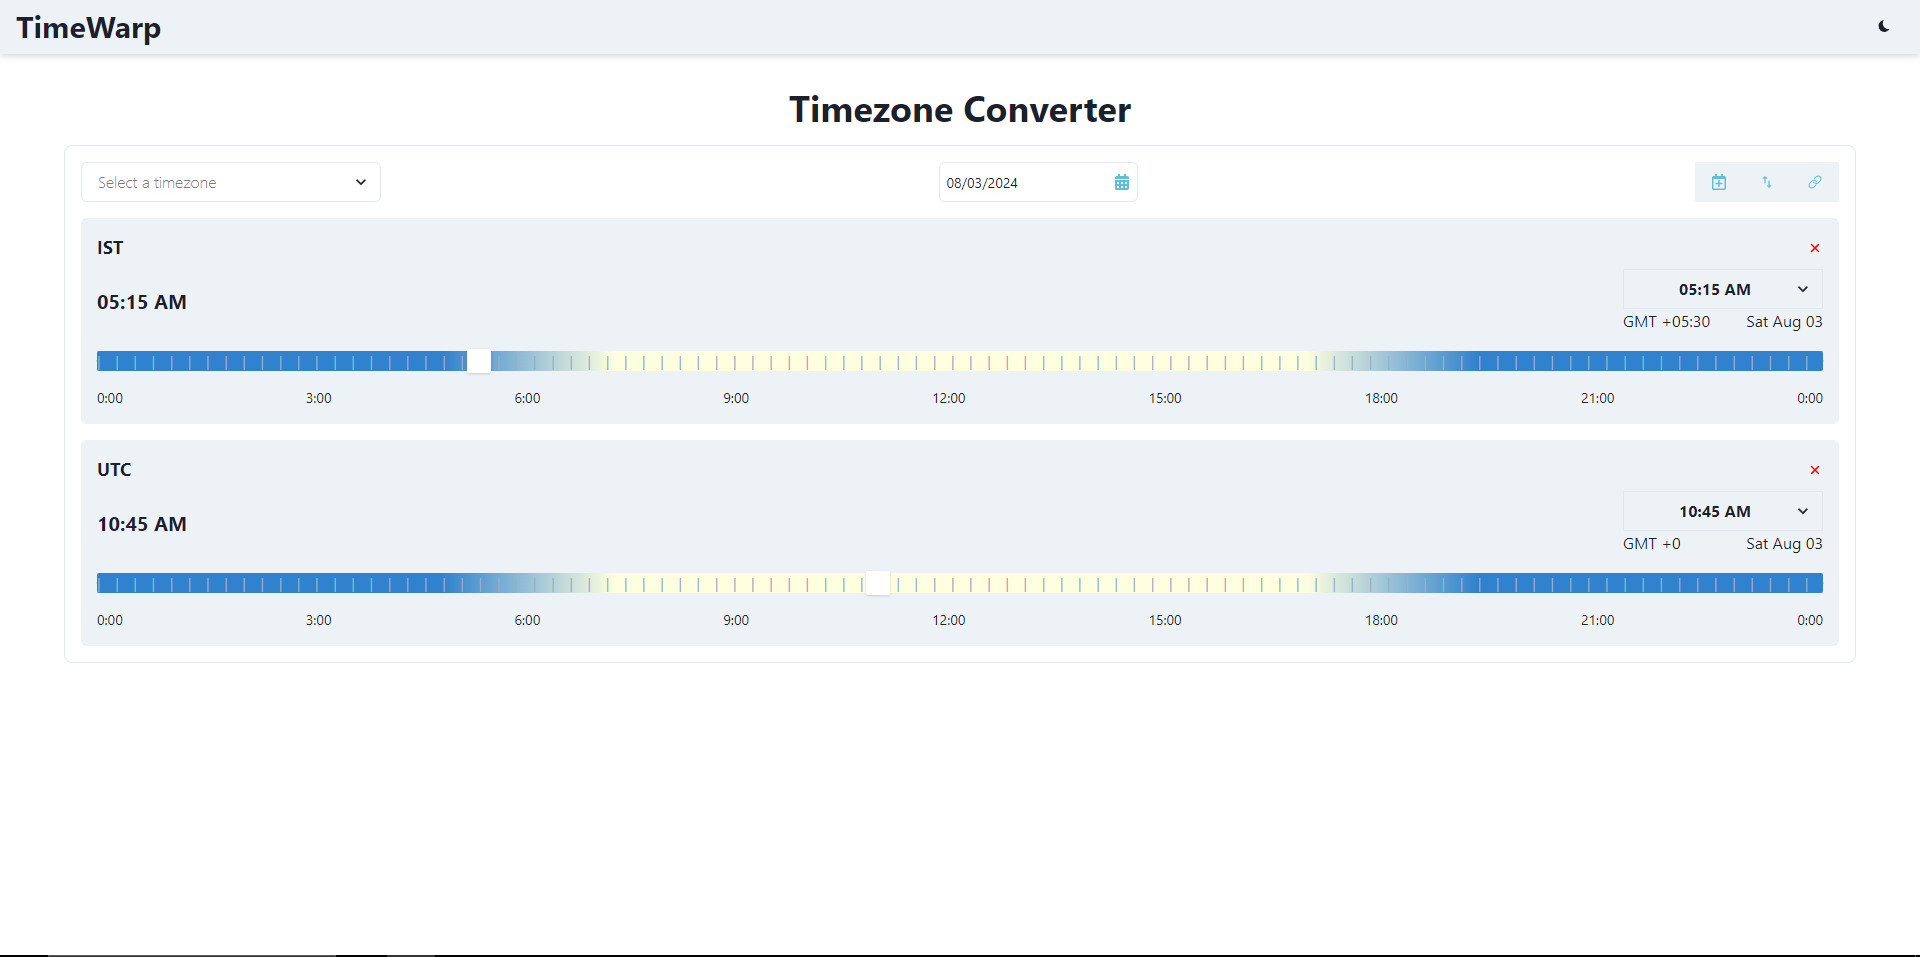 TimeWarp
Timezone Converter
Select a timezone
08/03/2024
IST
05:15 AM
05:15 AM
GMT +05:30 Sat Aug 03
0:00 3:00 6:00 9:00 12:00 15:00 18:00 21:00 0:00
UTC
10:45 AM
10:45 AM
GMT +0 Sat Aug 03
0:00 3:00 6:00 9:00 12:00 15:00 18:00 21:00 0:00